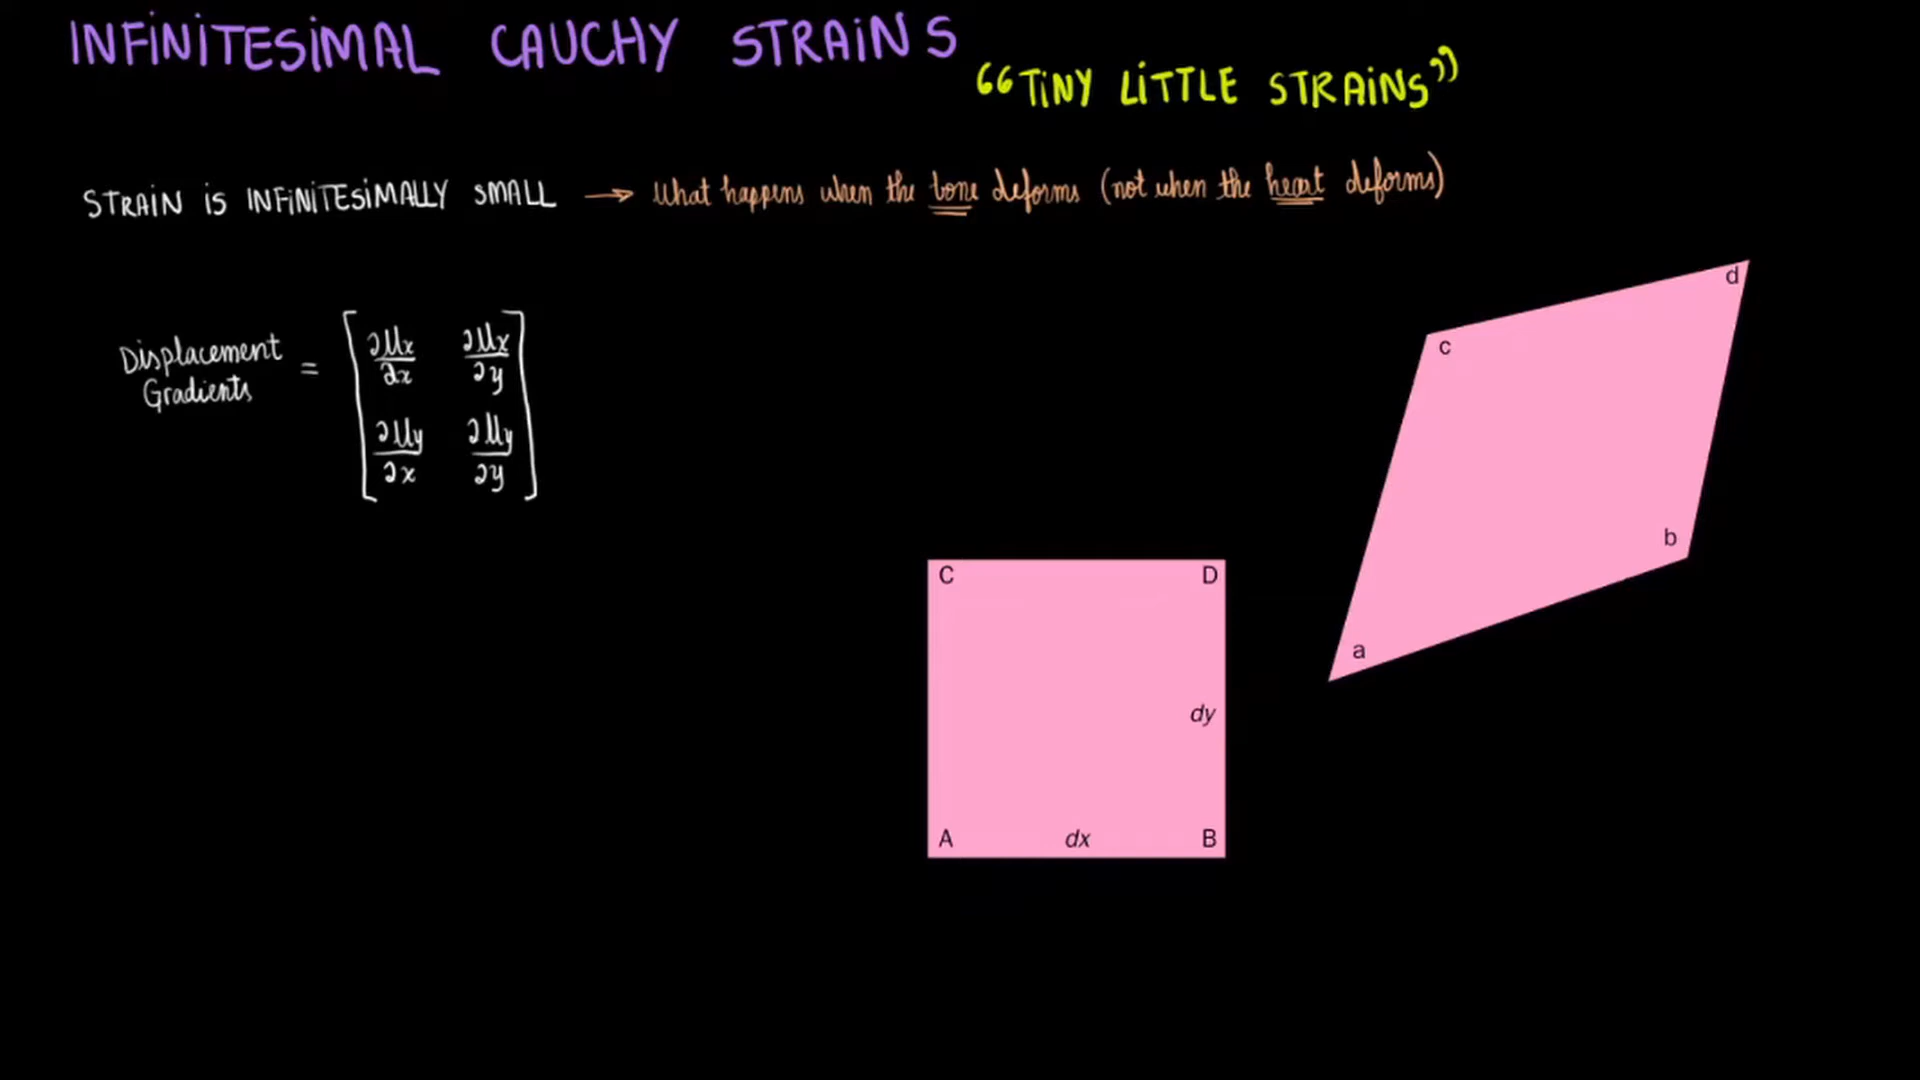 INFINITESIMAL CAUCHY STRAINS
“TINY LITTLE STRAINS”
STRAIN IS INFINITESIMALLY SMALL → What happens when the bone deforms (not when the heart deforms)
Displacement Gradients = [∂Ux/∂x ∂Ux/∂y
∂Uy/∂x ∂Uy/∂y]
d
c
b
C D
a
dy
A dx B